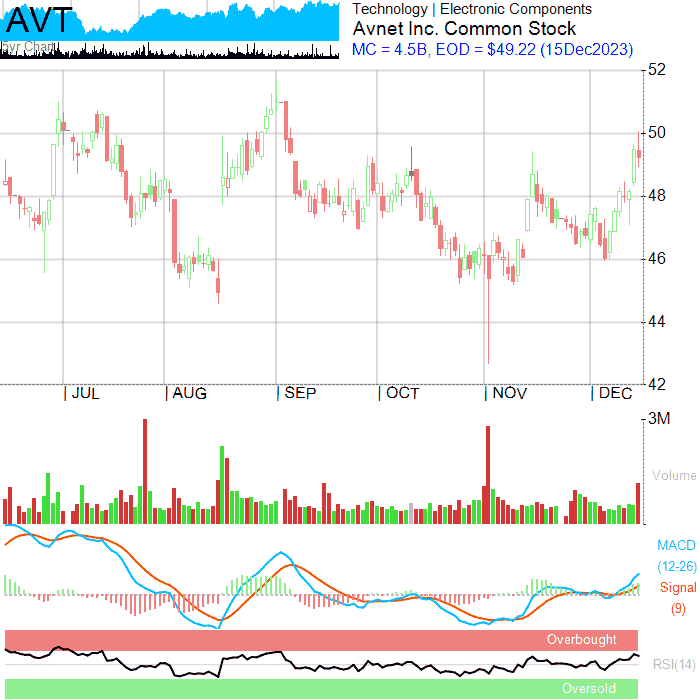 AVT
5yr Chart
Technology | Electronic Components
Avnet Inc. Common Stock
MC = 4.5B, EOD = $49.22 (15Dec2023)
52
50
48
46
44
42
| JUL | AUG | SEP | OCT | NOV | DEC
3M
Volume
MACD
(12-26)
Signal
(9)
Overbought
RSI(14)
Oversold